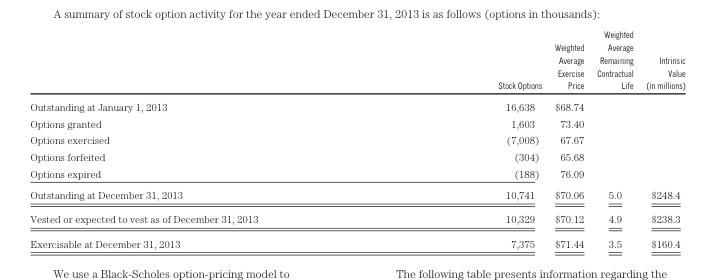 A summary of stock option activity for the year ended December 31, 2013 is as follows (options in thousands):
Weighted
Weighted Average
Average Remaining Intrinsic
Exercise Contractual Value
Stock Options Price Life (in millions)
Outstanding at January 1, 2013 16,638 $68.74
Options granted 1,603 73.40
Options exercised (7,008) 67.67
Options forfeited (304) 65.68
Options expired (188) 76.09
Outstanding at December 31, 2013 10,741 $70.06 5.0 $248.4
Vested or expected to vest as of December 31, 2013 10,329 $70.12 4.9 $238.3
Exercisable at December 31, 2013 7,375 $71.44 3.5 $160.4
We use a Black-Scholes option-pricing model to
The following table presents information regarding the